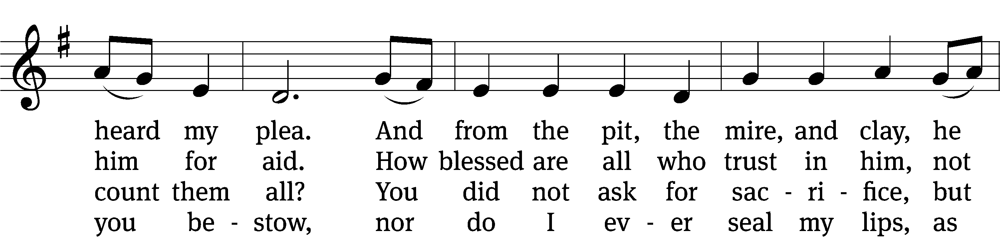 heard my plea. And from the pit, the mire, and clay, he
him for aid. How blessed are all who trust in him, not
count them all? You did not ask for sac - ri - fice, but
you be - stow, nor do I ev - er seal my lips, as